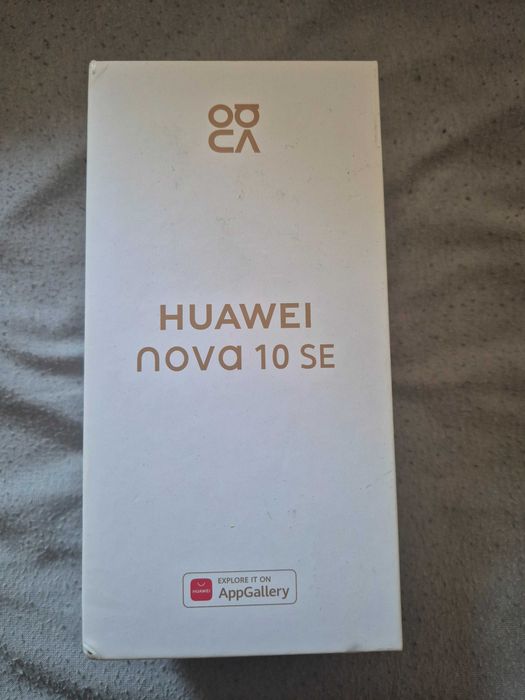 HUAWEI
nova 10 SE
HUAWEI
EXPLORE IT ON
AppGallery